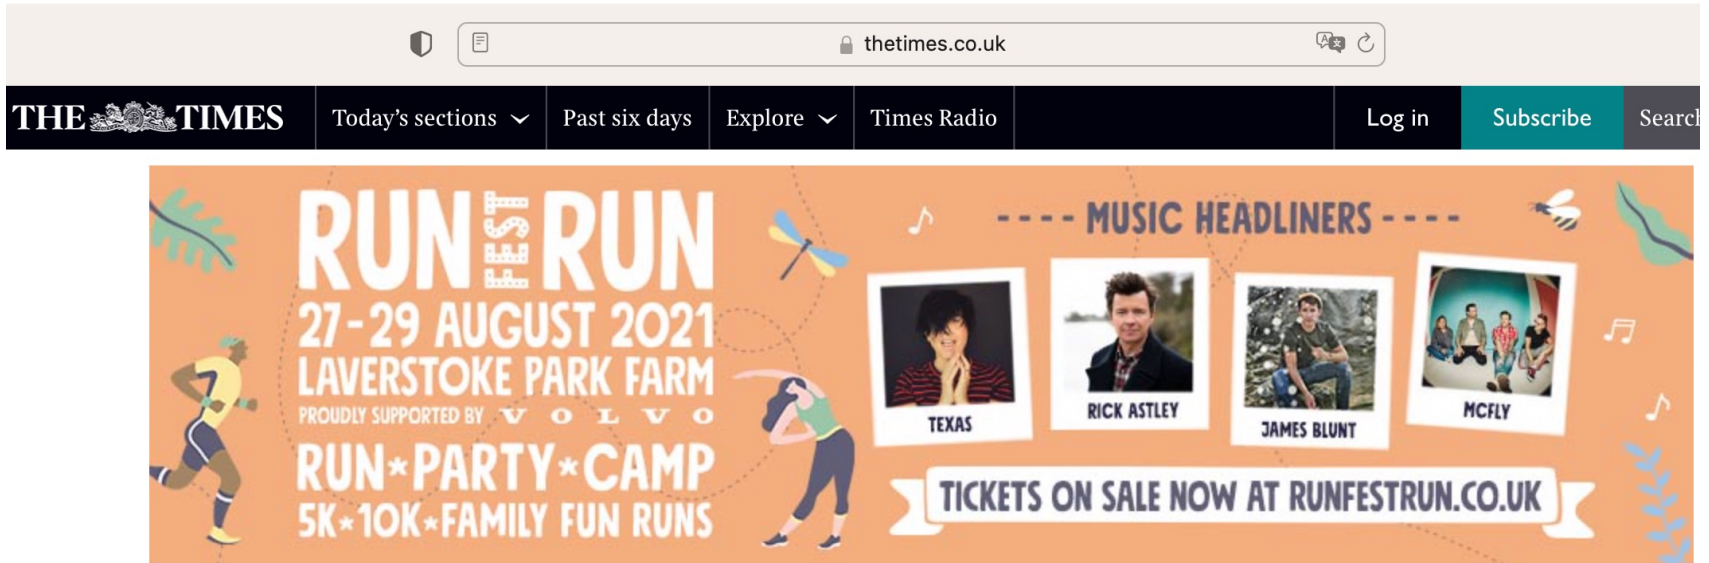 thetimes.co.uk
THE TIMES
Today's sections
Past six days
Explore
Times Radio
Log in
Subscribe
Search
RUN FEST RUN
27-29 AUGUST 2021
LAVERSTOKE PARK FARM
PROUDLY SUPPORTED BY VOLVO
RUN*PARTY*CAMP
5K*10K*FAMILY FUN RUNS
---- MUSIC HEADLINERS ----
TEXAS
RICK ASTLEY
JAMES BLUNT
MCFLY
TICKETS ON SALE NOW AT RUNFESTRUN.CO.UK